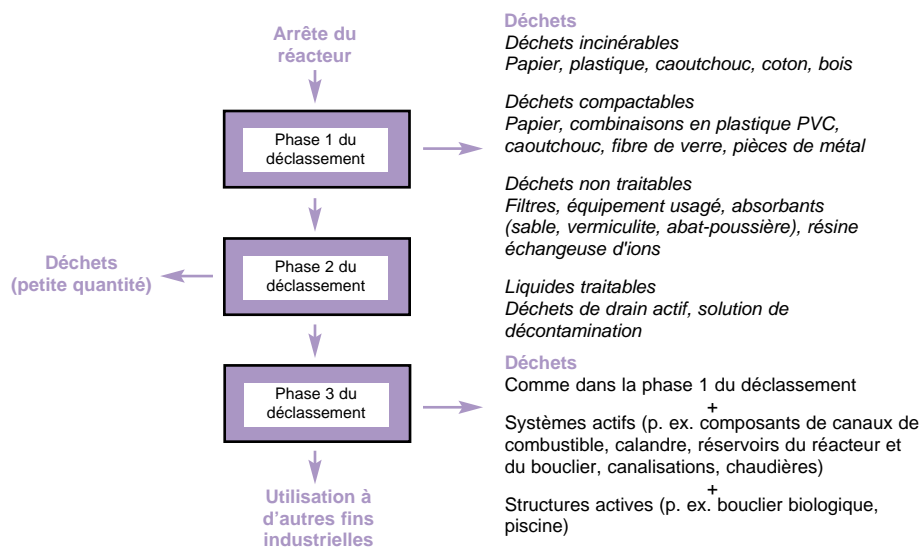 Arrête du
réacteur
Phase 1 du
déclassement
Déchets
Déchets incinérables
Papier, plastique, caoutchouc, coton, bois
Déchets compactables
Papier, combinaisons en plastique PVC,
caoutchouc, fibre de verre, pièces de métal
Déchets non traitables
Filtres, équipement usagé, absorbants
(sable, vermiculite, abat-poussière), résine
échangeuse d'ions
Liquides traitables
Déchets de drain actif, solution de
décontamination
Phase 2 du
déclassement
Déchets
(petite quantité)
Phase 3 du
déclassement
Déchets
Comme dans la phase 1 du déclassement
+
Systèmes actifs (p. ex. composants de canaux de
combustible, calandre, réservoirs du réacteur et
du bouclier, canalisations, chaudières)
+
Structures actives (p. ex. bouclier biologique,
piscine)
Utilisation à
d'autres fins
industrielles